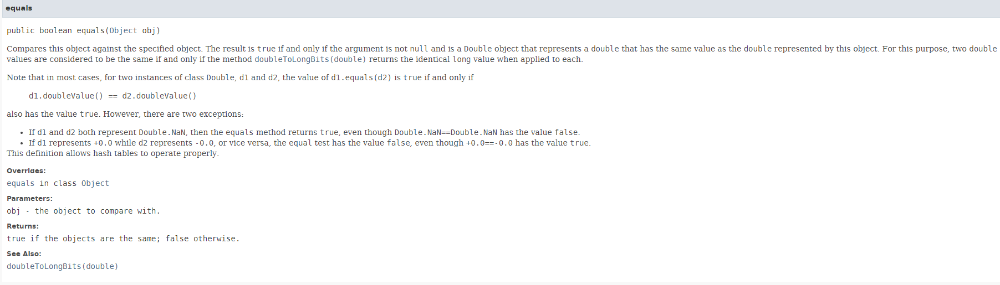 equals
public boolean equals(Object obj)
Compares this object against the specified object. The result is true if and only if the argument is not null and is a Double object that represents a double that has the same value as the double represented by this object. For this purpose, two double
values are considered to be the same if and only if the method doubleToLongBits(double) returns the identical long value when applied to each.
Note that in most cases, for two instances of class Double, d1 and d2, the value of d1.equals(d2) is true if and only if
d1.doubleValue() == d2.doubleValue()
also has the value true. However, there are two exceptions:
• If d1 and d2 both represent Double.NaN, then the equals method returns true, even though Double.NaN==Double.NaN has the value false.
• If d1 represents +0.0 while d2 represents -0.0, or vice versa, the equal test has the value false, even though +0.0==-0.0 has the value true.
This definition allows hash tables to operate properly.
Overrides:
equals in class Object
Parameters:
obj - the object to compare with.
Returns:
true if the objects are the same; false otherwise.
See Also:
doubleToLongBits(double)